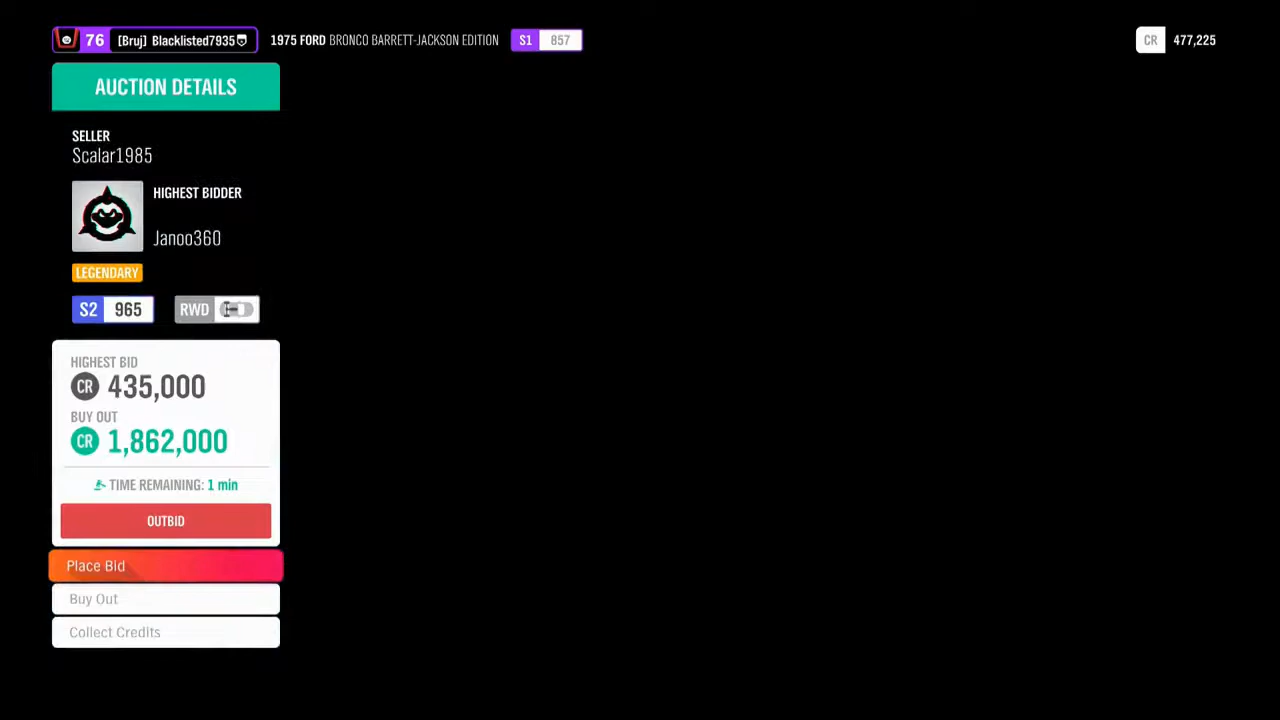 76 [Bruj] Blacklisted7935 1975 FORD BRONCO BARRETT-JACKSON EDITION S1 857 CR 477,225
AUCTION DETAILS
SELLER
Scalar1985
HIGHEST BIDDER
Janoo360
LEGENDARY
S2 965 RWD
HIGHEST BID
CR 435,000
BUY OUT
CR 1,862,000
TIME REMAINING: 1 min
OUTBID
Place Bid
Buy Out
Collect Credits